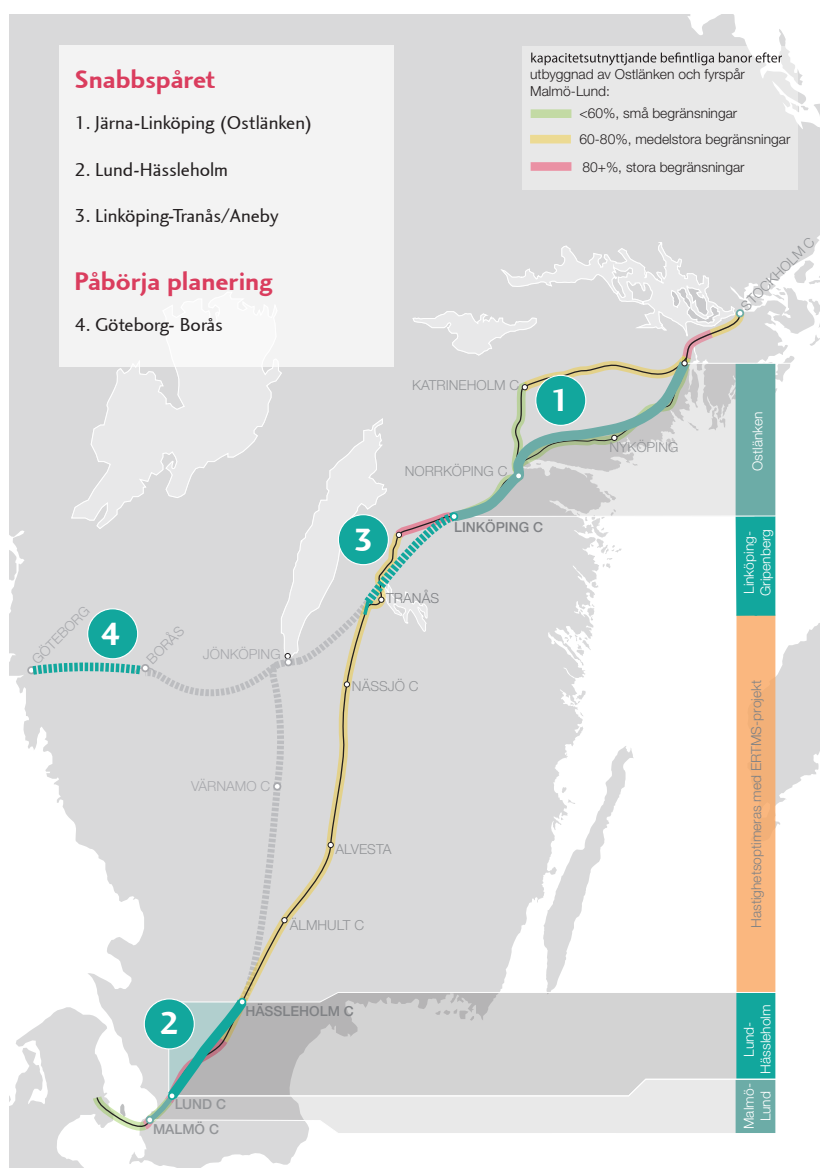 Snabbspåret
1. Järna-Linköping (Ostlänken)
2. Lund-Hässleholm
3. Linköping-Tranås/Aneby
Påbörja planering
4. Göteborg- Borås
kapacitetsutnyttjande befintliga banor efter
utbyggnad av Ostlänken och fyrspår
Malmö-Lund:
<60%, små begränsningar
60-80%, medelstora begränsningar
80+%, stora begränsningar
STOCKHOLM C
KATRINEHOLM C
1
NYKÖPING
NORRKÖPING C
LINKÖPING C
3
TRANÅS
GÖTEBORG
4
BORÅS
JÖNKÖPING
NÄSSJÖ C
VÄRNAMO C
ALVESTA
ÄLMHULT C
HÄSSLEHOLM C
2
LUND C
MALMÖ C
Ostlänken
Linköping-
Gripenberg
Hastighetsoptimeras med ERTMS-projekt
Lund-
Hässleholm
Malmö-
Lund